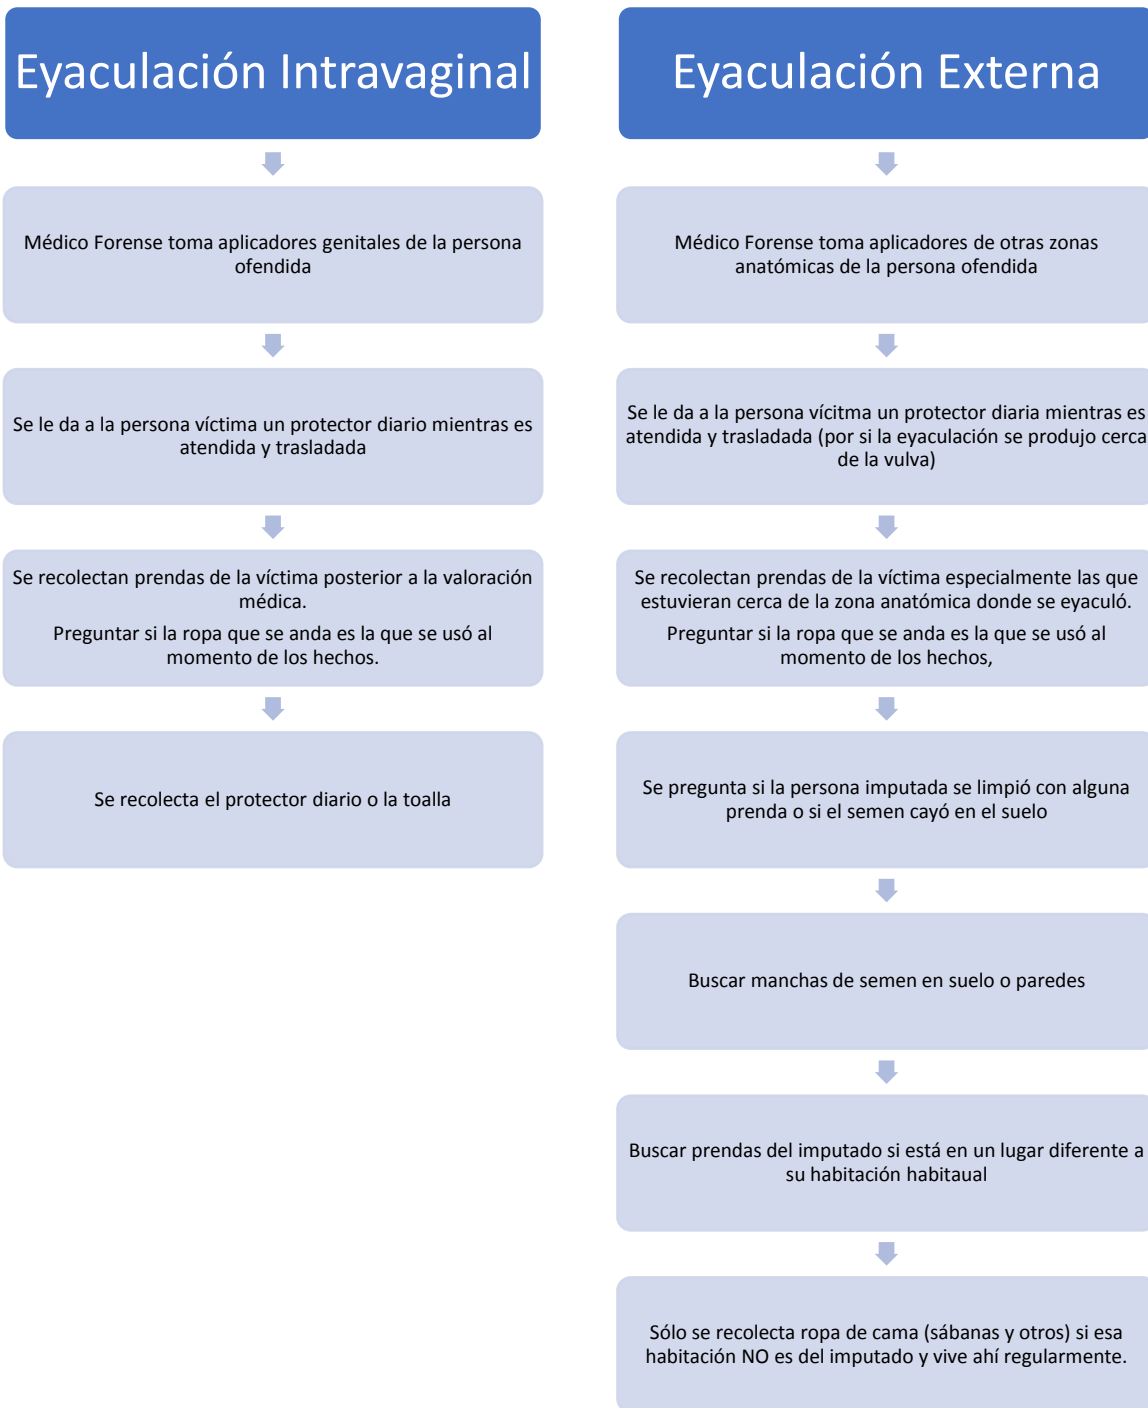 Eyaculación Intravaginal
Médico Forense toma aplicadores genitales de la persona
ofendida
Se le da a la persona víctima un protector diario mientras es
atendida y trasladada
Se recolectan prendas de la víctima posterior a la valoración
médica.
Preguntar si la ropa que se anda es la que se usó al
momento de los hechos.
Se recolecta el protector diario o la toalla
Eyaculación Externa
Médico Forense toma aplicadores de otras zonas
anatómicas de la persona ofendida
Se le da a la persona vícitma un protector diaria mientras es
atendida y trasladada (por si la eyaculación se produjo cerca
de la vulva)
Se recolectan prendas de la víctima especialmente las que
estuvieran cerca de la zona anatómica donde se eyaculó.
Preguntar si la ropa que se anda es la que se usó al
momento de los hechos,
Se pregunta si la persona imputada se limpió con alguna
prenda o si el semen cayó en el suelo
Buscar manchas de semen en suelo o paredes
Buscar prendas del imputado si está en un lugar diferente a
su habitación habitaual
Sólo se recolecta ropa de cama (sábanas y otros) si esa
habitación NO es del imputado y vive ahí regularmente.